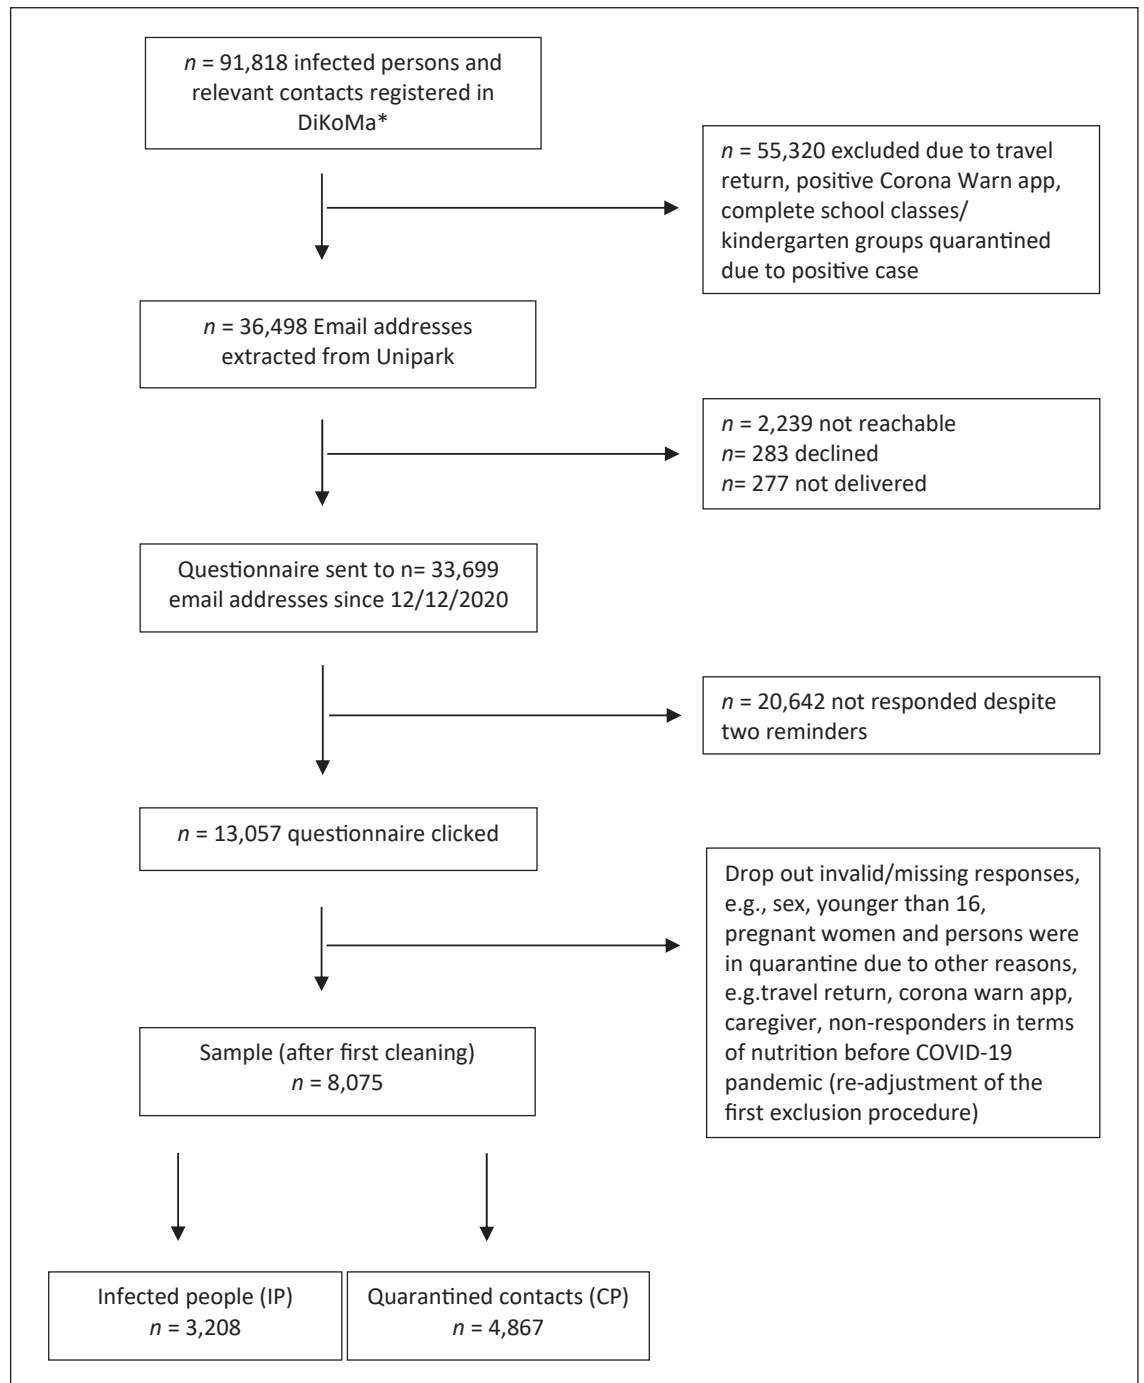 n = 91,818 infected persons and
relevant contacts registered in
DiKoMa*
n = 55,320 excluded due to travel
return, positive Corona Warn app,
complete school classes/
kindergarten groups quarantined
due to positive case
n = 36,498 Email addresses
extracted from Unipark
n = 2,239 not reachable
n= 283 declined
n= 277 not delivered
Questionnaire sent to n= 33,699
email addresses since 12/12/2020
n = 20,642 not responded despite
two reminders
n = 13,057 questionnaire clicked
Drop out invalid/missing responses,
e.g., sex, younger than 16,
pregnant women and persons were
in quarantine due to other reasons,
e.g.travel return, corona warn app,
caregiver, non-responders in terms
of nutrition before COVID-19
pandemic (re-adjustment of the
first exclusion procedure)
Sample (after first cleaning)
n = 8,075
Infected people (IP)
n = 3,208
Quarantined contacts (CP)
n = 4,867